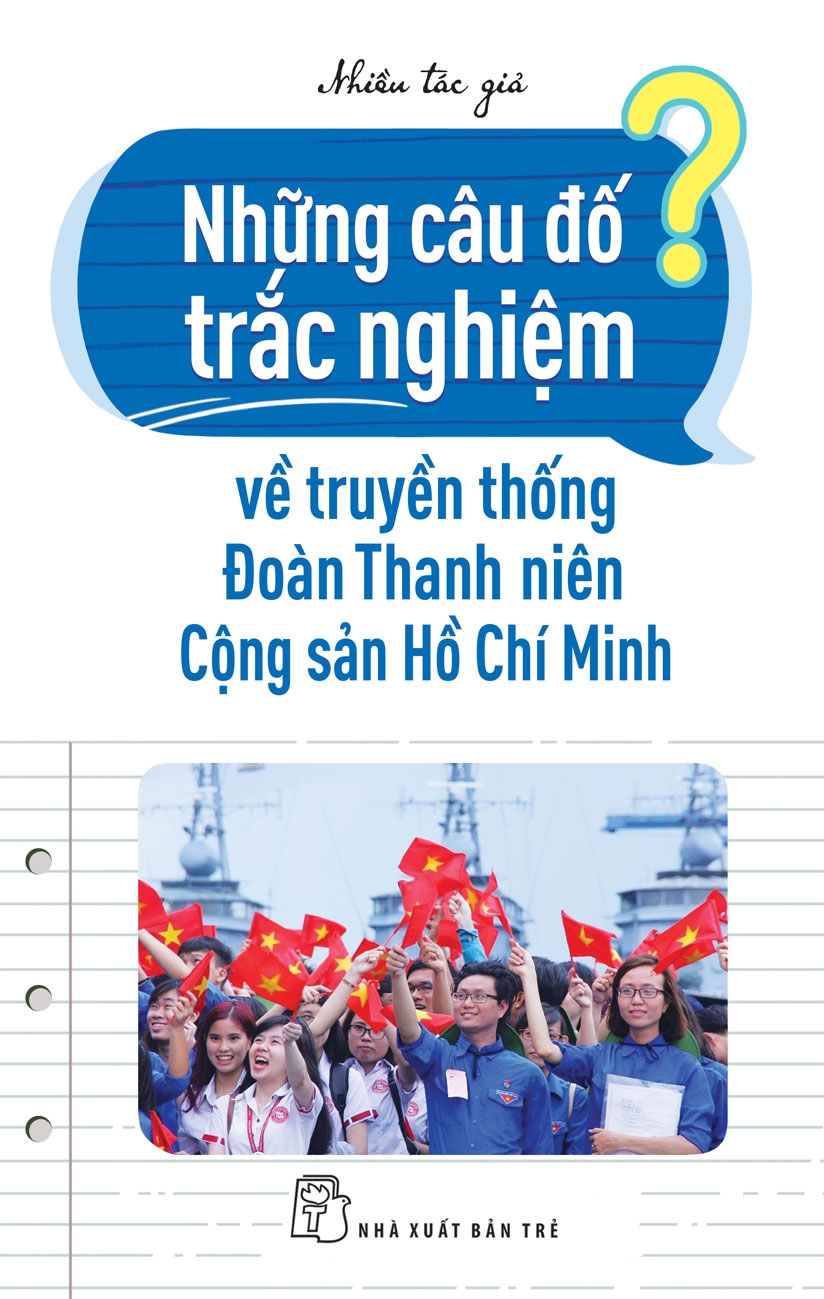 Nhiều tác giả
?
Những câu đố
trắc nghiệm
về truyền thống
Đoàn Thanh niên
Cộng sản Hồ Chí Minh
T
NHÀ XUẤT BẢN TRẺ